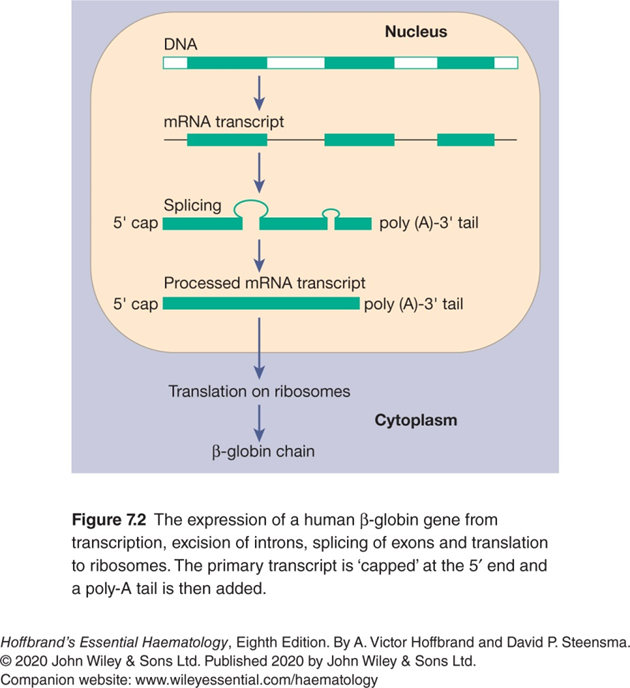 Nucleus
DNA
mRNA transcript
Splicing
5' cap poly (A)-3' tail
Processed mRNA transcript
5' cap poly (A)-3' tail
Translation on ribosomes
Cytoplasm
β-globin chain
Figure 7.2 The expression of a human β-globin gene from
transcription, excision of introns, splicing of exons and translation
to ribosomes. The primary transcript is ‘capped’ at the 5′ end and
a poly-A tail is then added.
Hoffbrand's Essential Haematology, Eighth Edition. By A. Victor Hoffbrand and David P. Steensma.
© 2020 John Wiley & Sons Ltd. Published 2020 by John Wiley & Sons Ltd.
Companion website: www.wileyessential.com/haematology